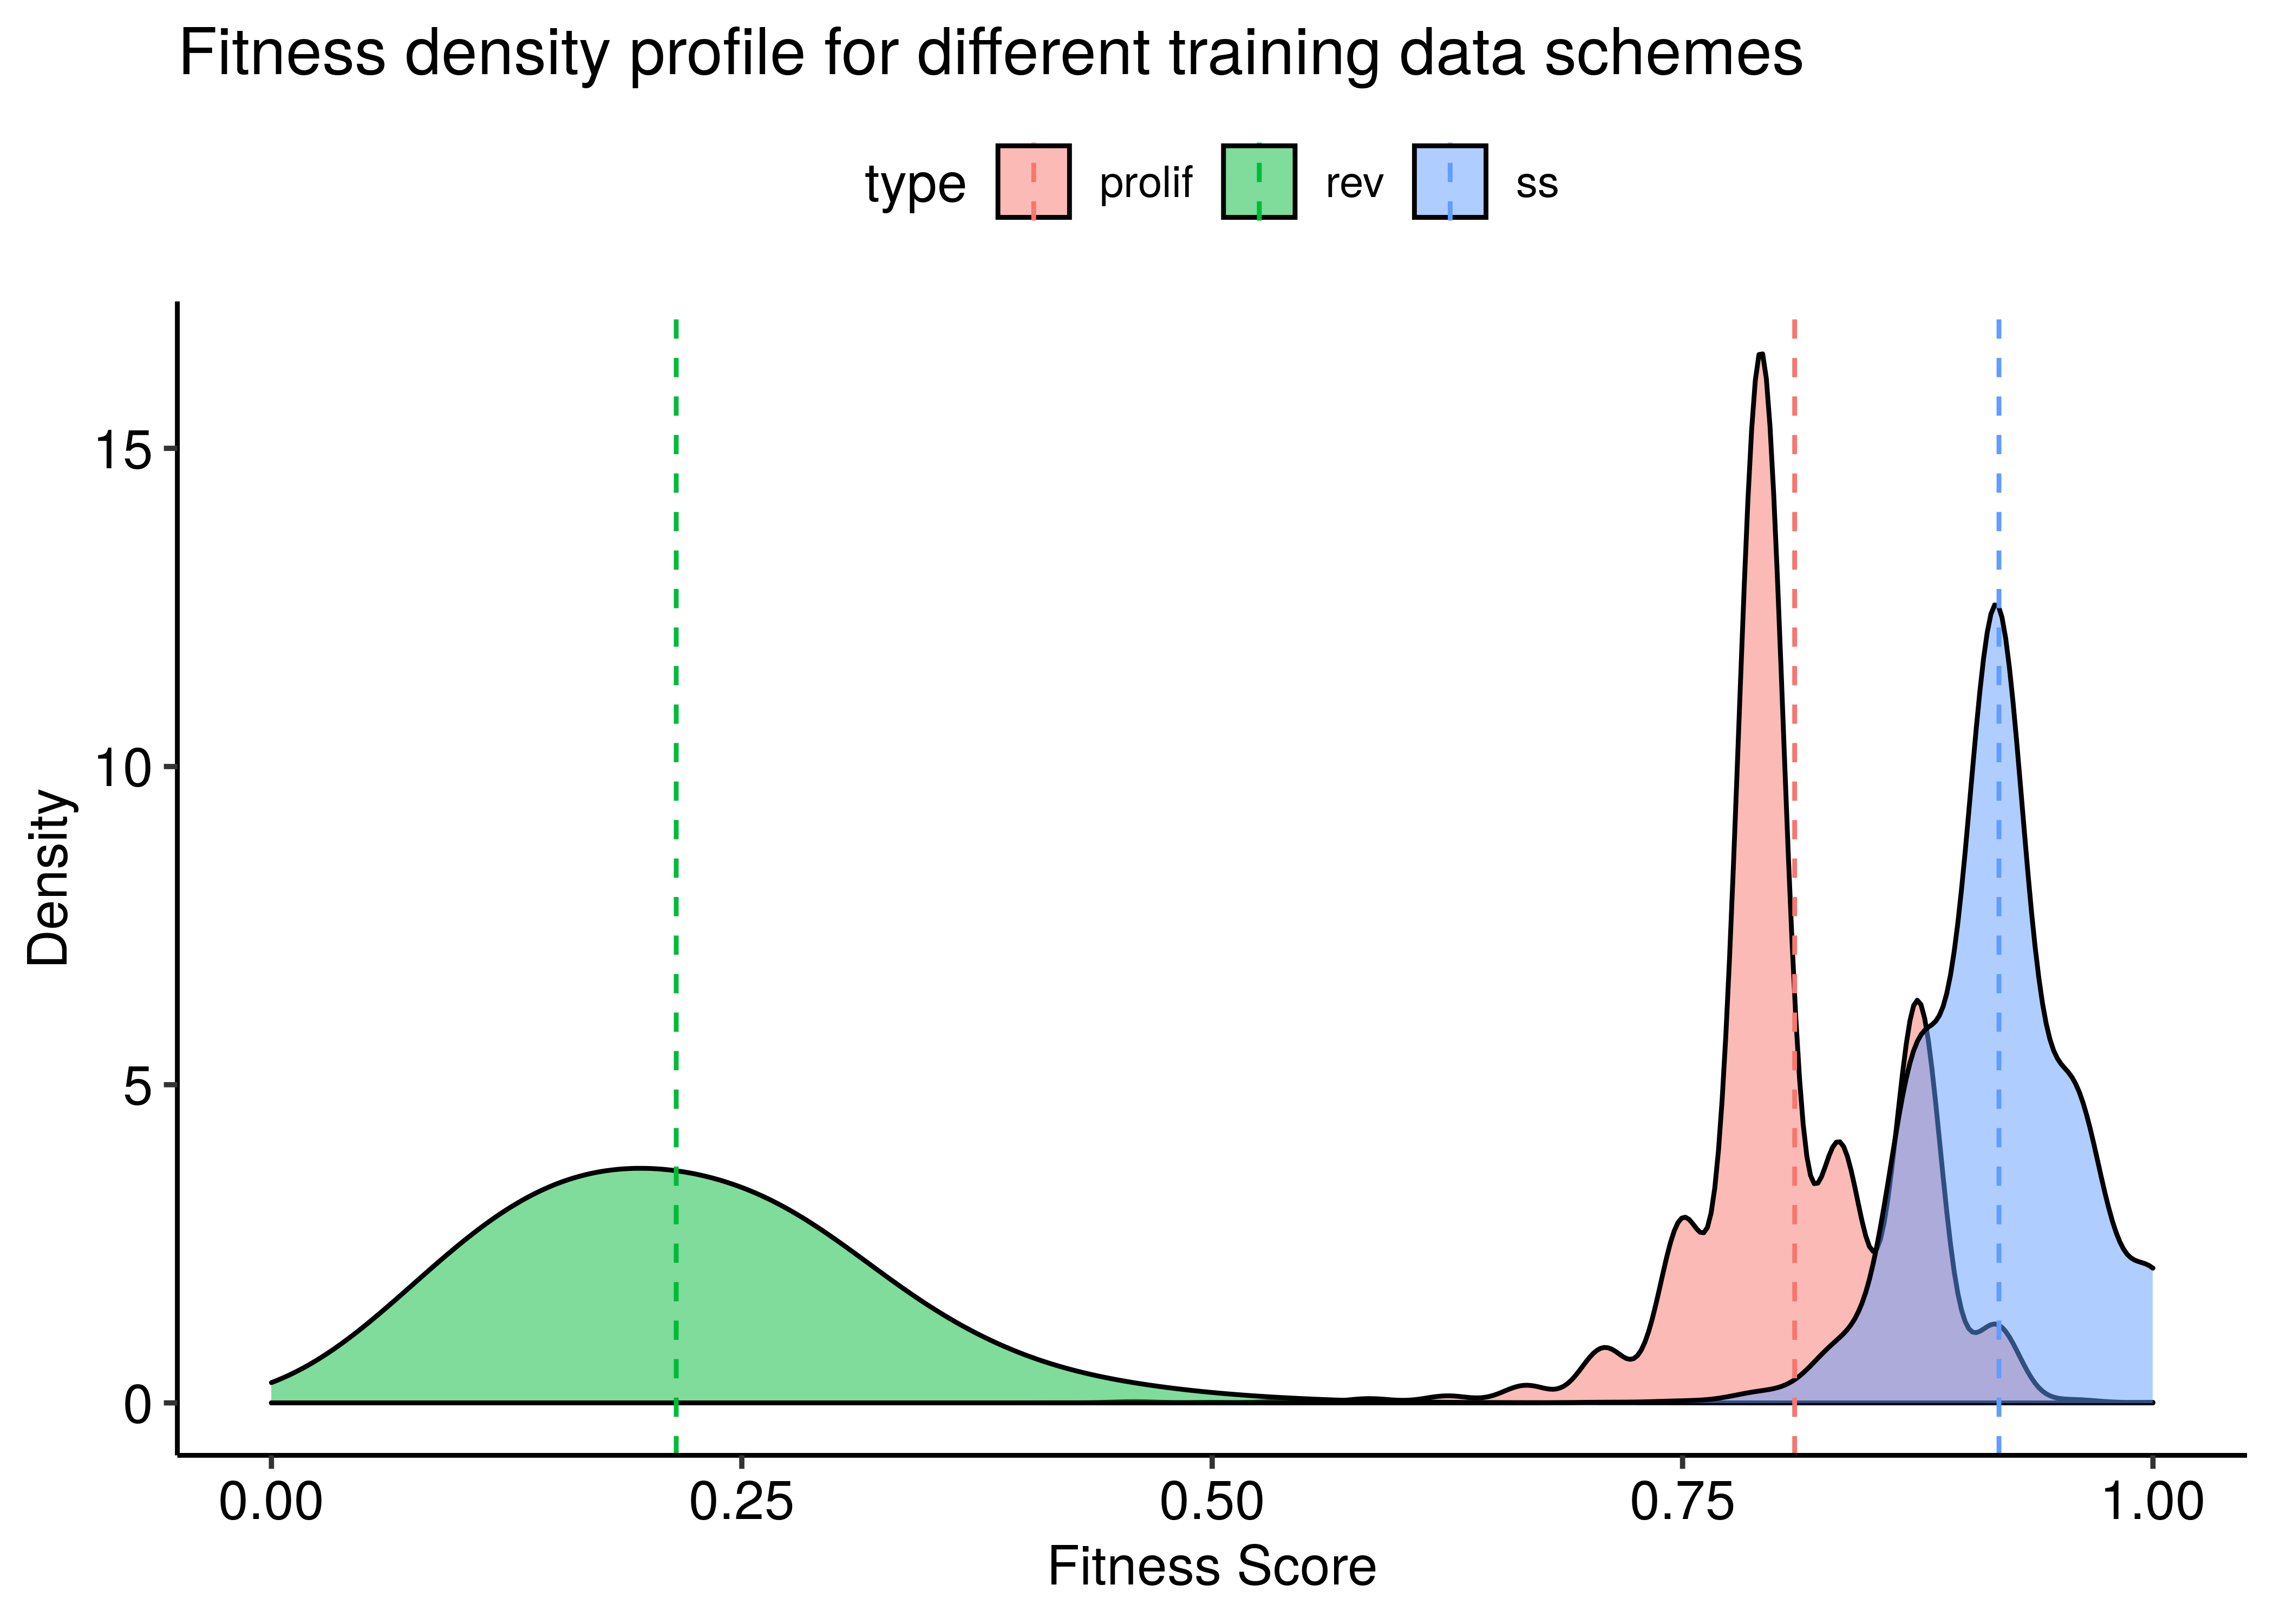 Fitness density profile for different training data schemes
type prolif rev ss
Density
15
10
5
0
0.00 0.25 0.50 0.75 1.00
Fitness Score